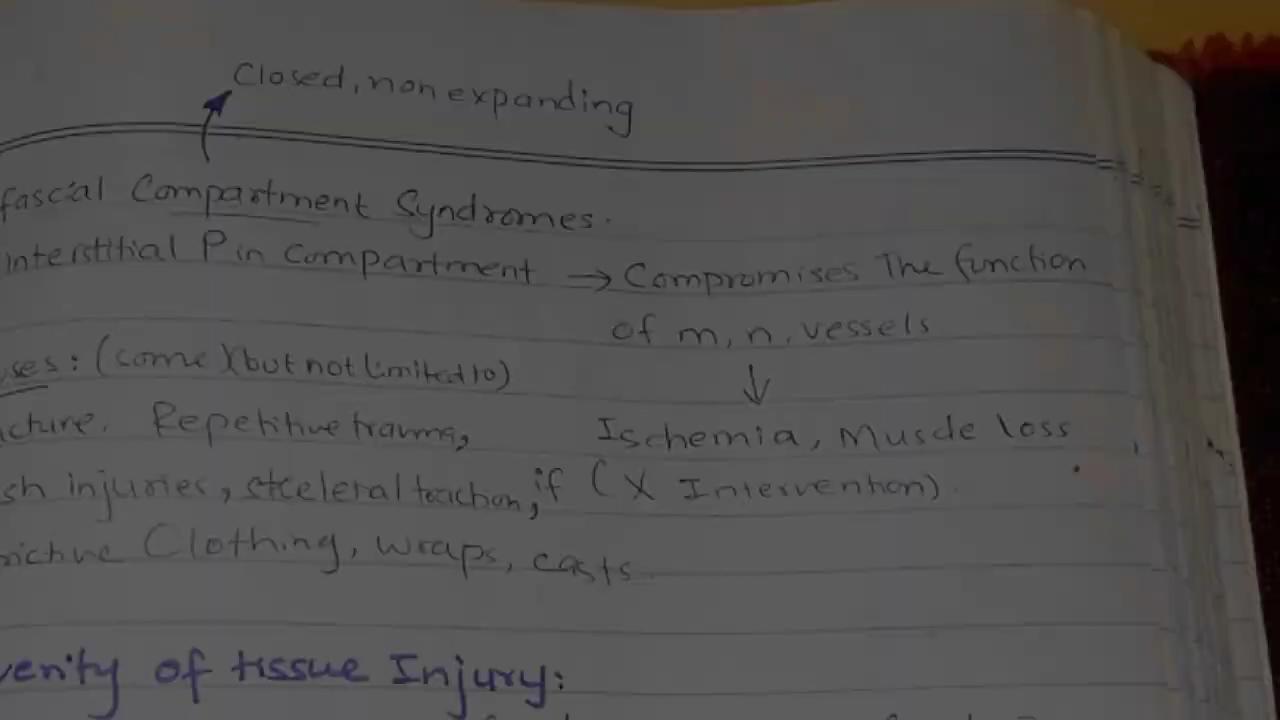 Closed, non expanding
fascial Compartment Syndromes.
interstitial P in compartment → Compromises The function
of m, n, vessels
ses: (some) (but not limited to)
↓
cture. Repetitive trauma, Ischemia, Muscle loss
sh injuries, skeleral traction, if (X Intervention).
rictive Clothing, wraps, casts
verity of tissue Injury: